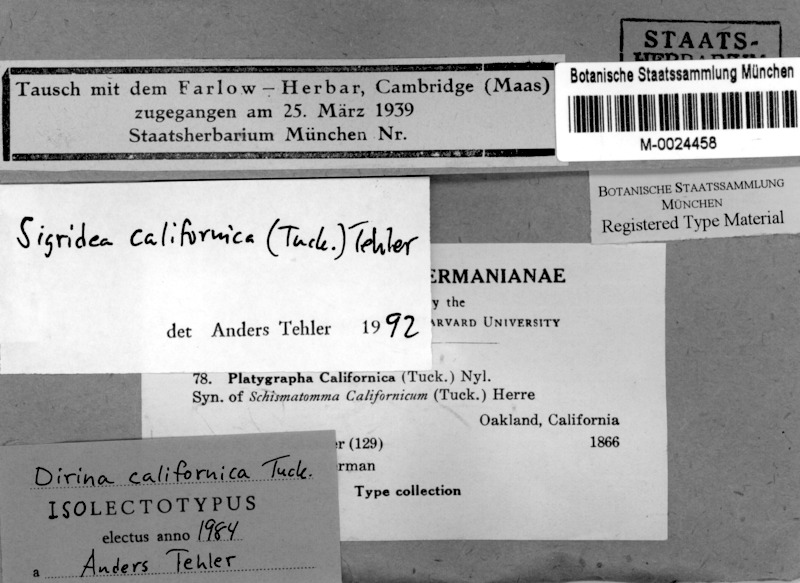 STAATS-
Tausch mit dem Farlow – Herbar, Cambridge (Maas)
zugegangen am 25. März 1939
Staatsherbarium München Nr.
Botanische Staatssammlung München
M-0024458
BOTANISCHE STAATSSAMMLUNG
MÜNCHEN
Registered Type Material
Sigridea californica (Tuck.) Tehler
det Anders Tehler 1992
ERMANIANAE
y the
ARVARD UNIVERSITY
78. Platygrapha Californica (Tuck.) Nyl.
Syn. of Schismatomma Californicum (Tuck.) Herre
Oakland, California
er (129) 1866
rman
Type collection
Dirina californica Tuck.
ISOLECTOTYPUS
electus anno 1984
a Anders Tehler